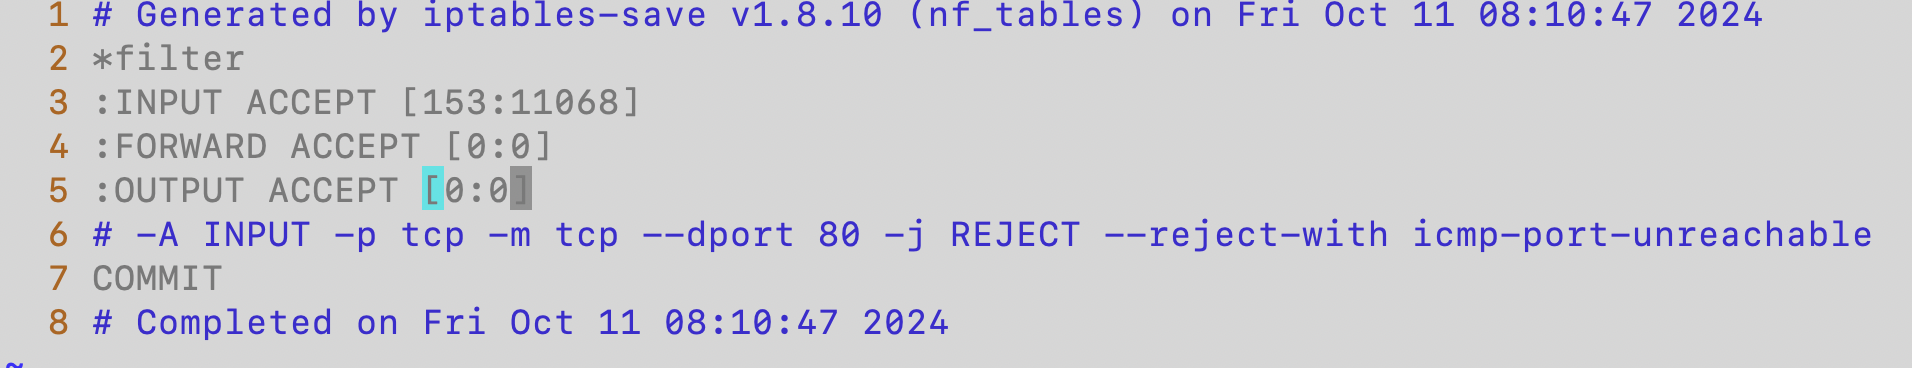 1 # Generated by iptables-save v1.8.10 (nf_tables) on Fri Oct 11 08:10:47 2024
2 *filter
3 :INPUT ACCEPT [153:11068]
4 :FORWARD ACCEPT [0:0]
5 :OUTPUT ACCEPT [0:0]
6 # -A INPUT -p tcp -m tcp --dport 80 -j REJECT --reject-with icmp-port-unreachable
7 COMMIT
8 # Completed on Fri Oct 11 08:10:47 2024
~